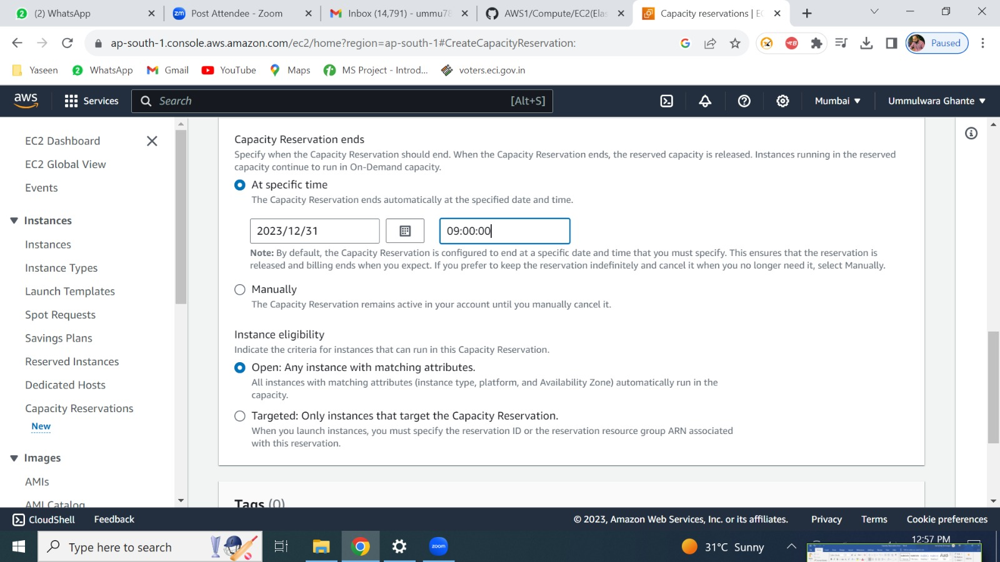 (2) WhatsApp
zm Post Attendee - Zoom
Inbox (14,791) - ummu78
AWS1/Compute/EC2(Elas
Capacity reservations | EC
ap-south-1.console.aws.amazon.com/ec2/home?region=ap-south-1#CreateCapacityReservation:
Paused
Yaseen
WhatsApp
Gmail
YouTube
Maps
MS Project - Introd...
voters.eci.gov.in
aws
Services
Search
[Alt+S]
Mumbai
Ummulwara Ghante
EC2 Dashboard
EC2 Global View
Events
Instances
Instances
Instance Types
Launch Templates
Spot Requests
Savings Plans
Reserved Instances
Dedicated Hosts
Capacity Reservations
New
Images
AMIs
AMI Catalog
Capacity Reservation ends
Specify when the Capacity Reservation should end. When the Capacity Reservation ends, the reserved capacity is released. Instances running in the reserved
capacity continue to run in On-Demand capacity.
At specific time
The Capacity Reservation ends automatically at the specified date and time.
2023/12/31
09:00:00
Note: By default, the Capacity Reservation is configured to end at a specific date and time that you must specify. This ensures that the reservation is
released and billing ends when you expect. If you prefer to keep the reservation indefinitely and cancel it when you no longer need it, select Manually.
Manually
The Capacity Reservation remains active in your account until you manually cancel it.
Instance eligibility
Indicate the criteria for instances that can run in this Capacity Reservation.
Open: Any instance with matching attributes.
All instances with matching attributes (instance type, platform, and Availability Zone) automatically run in the
capacity.
Targeted: Only instances that target the Capacity Reservation.
When you launch instances, you must specify the reservation ID or the reservation resource group ARN associated
with this reservation.
Tags (0)
CloudShell
Feedback
© 2023, Amazon Web Services, Inc. or its affiliates.
Privacy
Terms
Cookie preferences
Type here to search
zoom
31°C Sunny
12:57 PM